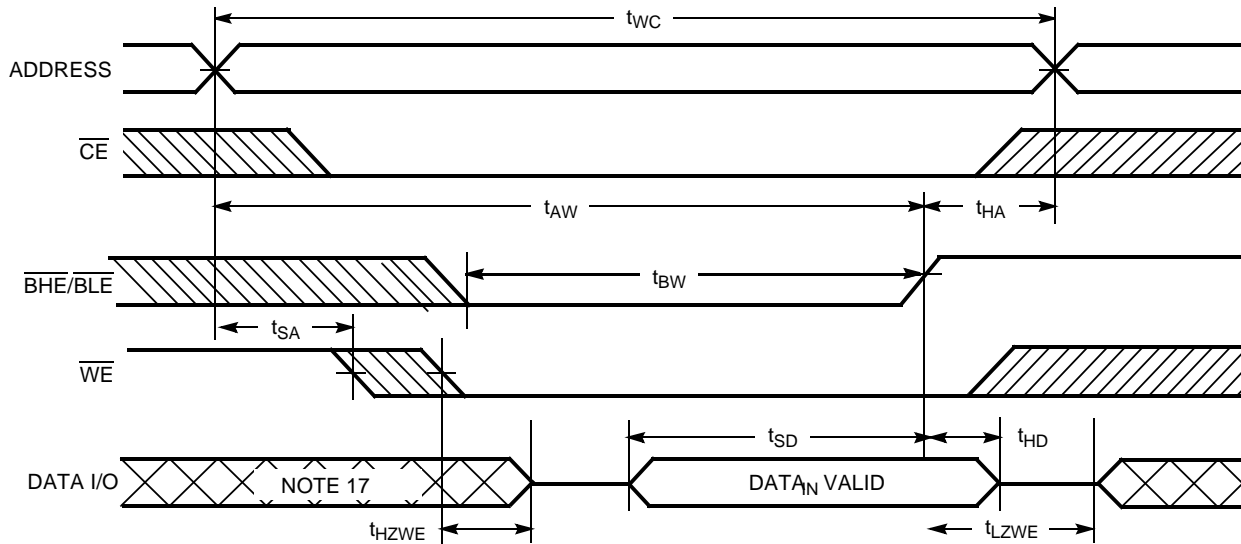 tWC
ADDRESS
CE
tAW
tHA
BHE/BLE
tBW
tSA
WE
tSD
tHD
DATA I/O
NOTE 17
DATAIN VALID
tHZWE
tLZWE